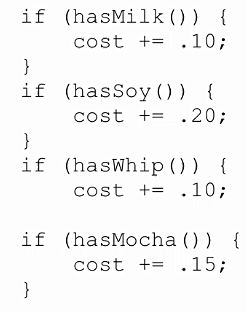 if (hasMilk()) {
    cost += .10;
}
if (hasSoy()) {
    cost += .20;
}
if (hasWhip()) {
    cost += .10;

if (hasMocha()) {
    cost += .15;
}